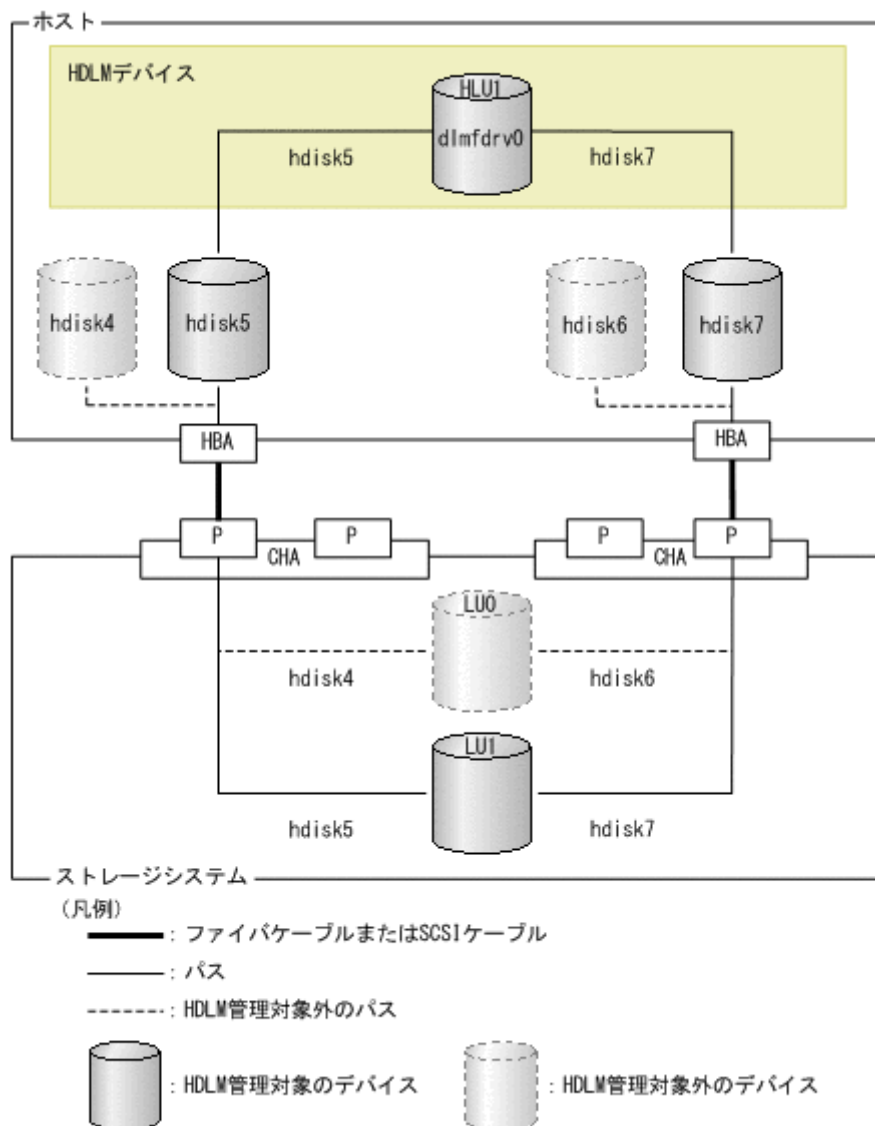 ホスト
HDLMデバイス
HLU1
dlmfdrv0
hdisk5
hdisk7
hdisk4
hdisk5
hdisk6
hdisk7
HBA
HBA
P
P
P
P
CHA
CHA
LU0
hdisk4
hdisk6
LU1
hdisk5
hdisk7
ストレージシステム
(凡例)
: ファイバケーブルまたはSCSIケーブル
: パス
: HDLM管理対象外のパス
: HDLM管理対象のデバイス
: HDLM管理対象外のデバイス